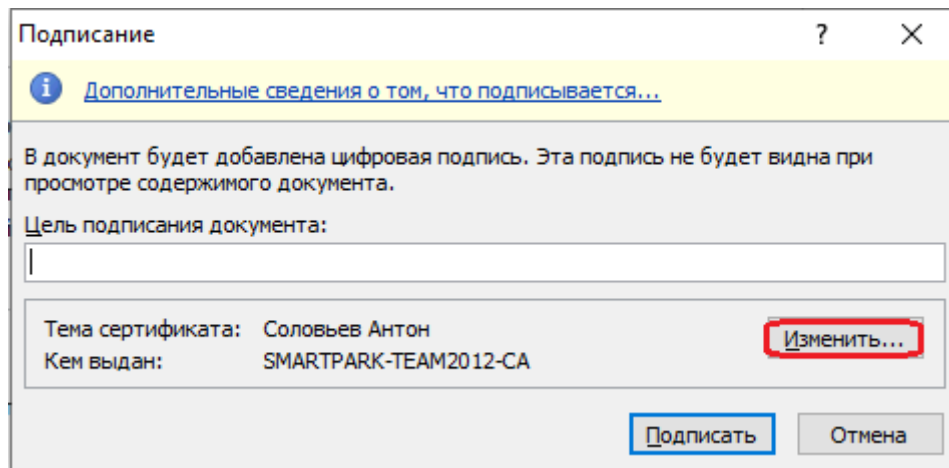 Подписание
?
Дополнительные сведения о том, что подписывается...
В документ будет добавлена цифровая подпись. Эта подпись не будет видна при
просмотре содержимого документа.
Цель подписания документа:
Тема сертификата: Соловьев Антон
Изменить...
Кем выдан: SMARTPARK-TEAM2012-CA
Подписать Отмена